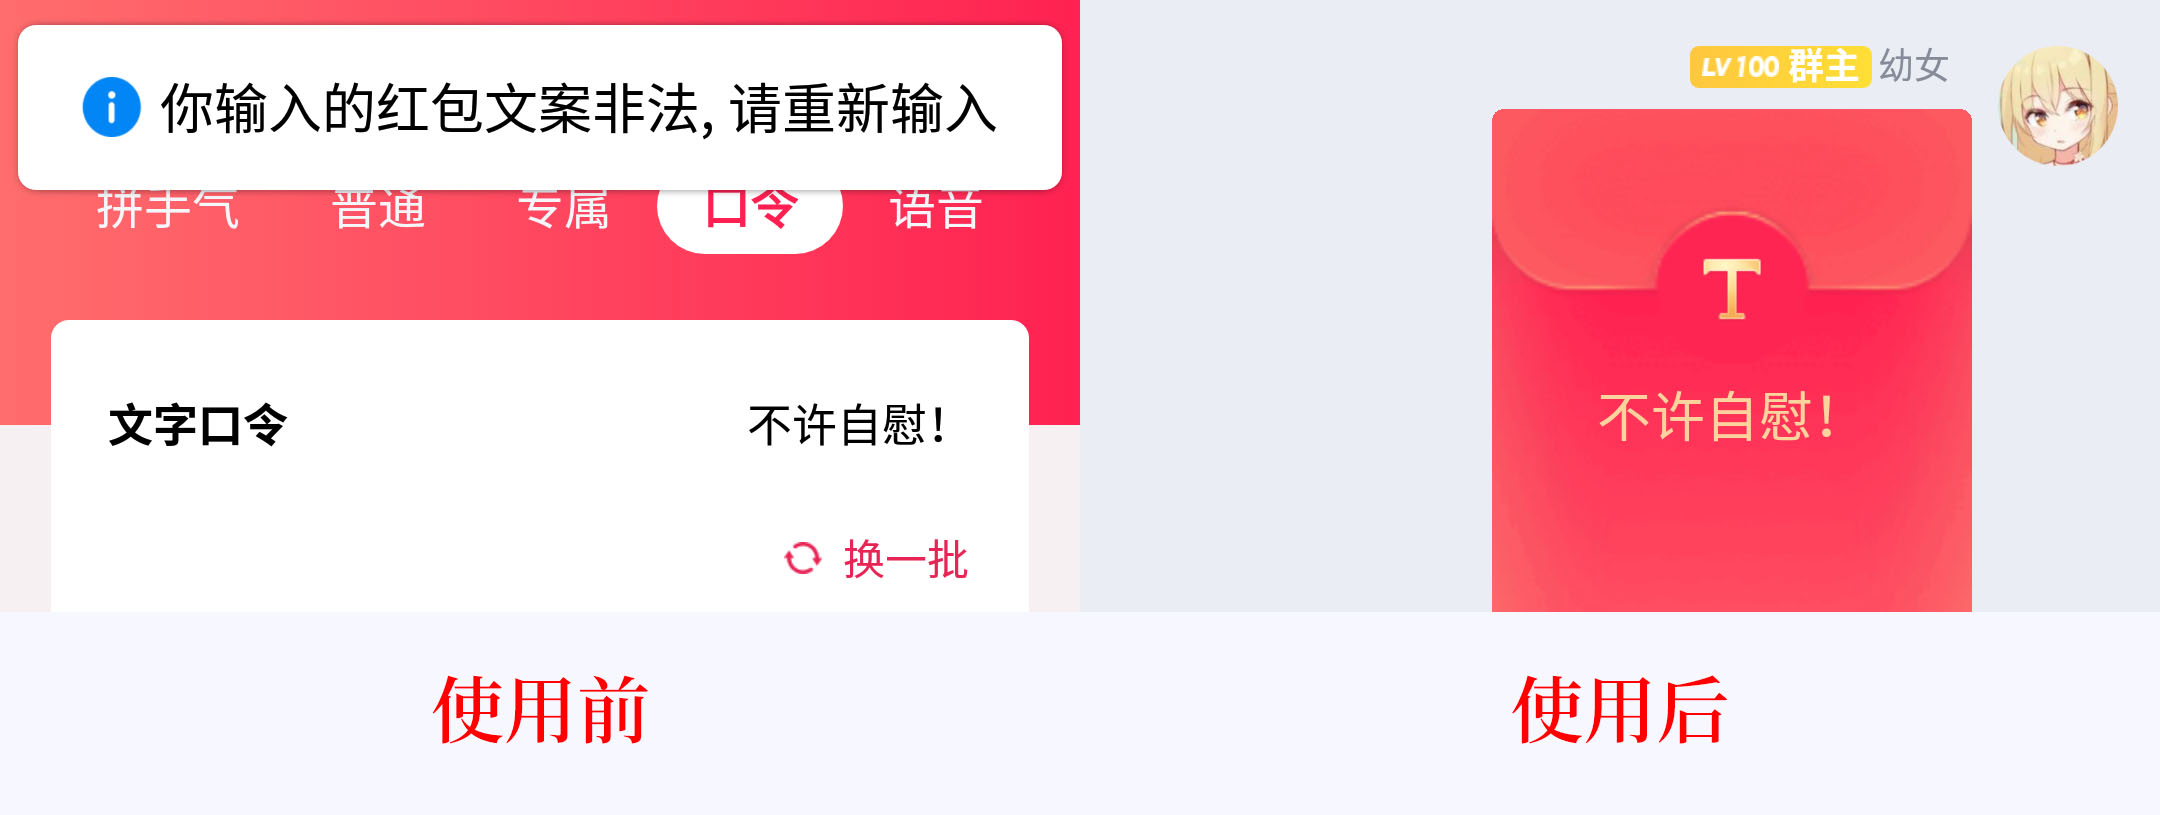 你输入的红包文案非法, 请重新输入
拼手气 普通 专属 口令 语音
文字口令 不许自慰！
换一批
使用前
LV100 群主 幼女
T
不许自慰！
使用后